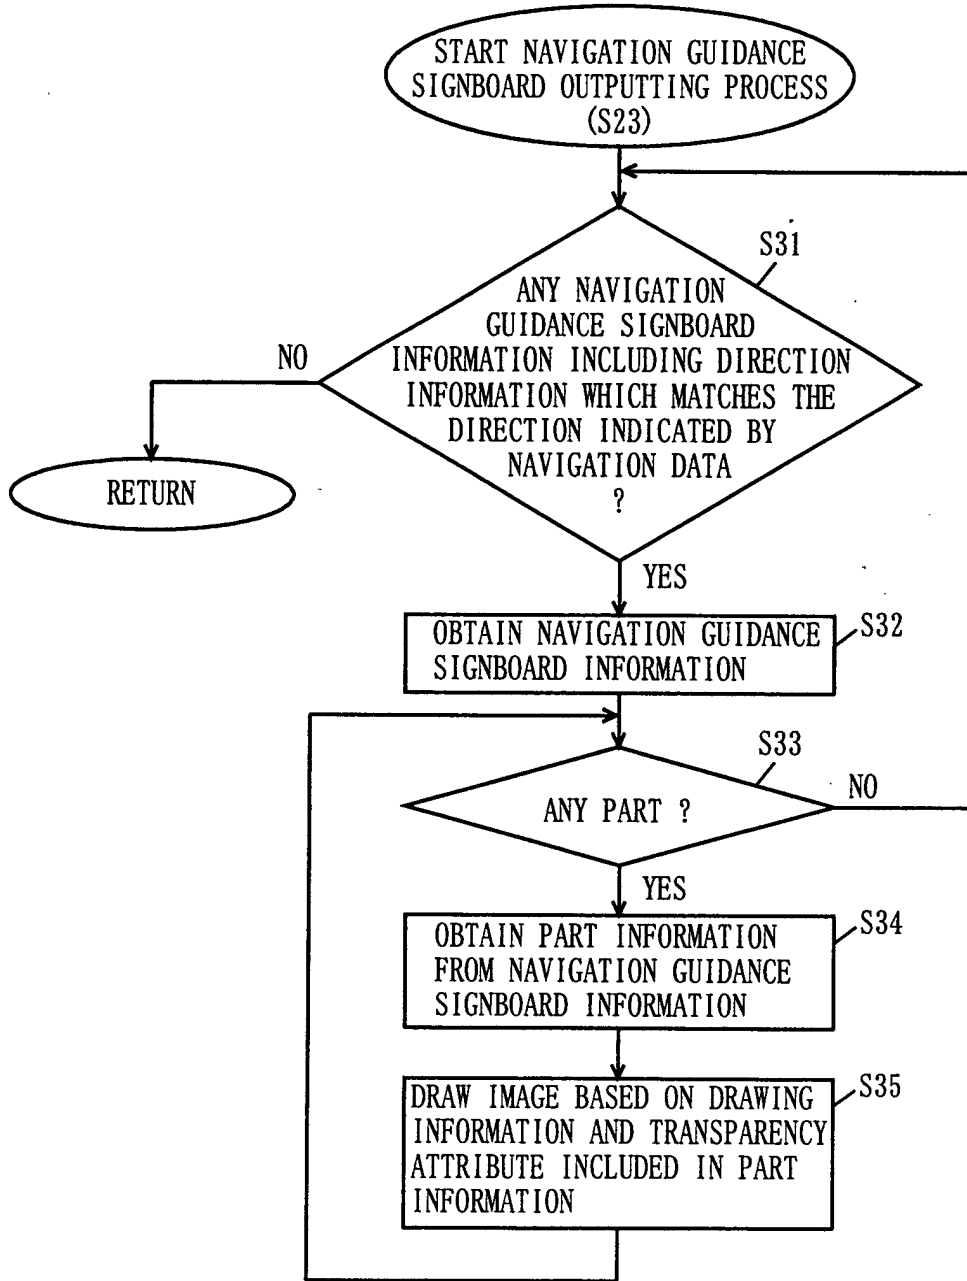 START NAVIGATION GUIDANCE
SIGNBOARD OUTPUTTING PROCESS
(S23)
S31
ANY NAVIGATION
GUIDANCE SIGNBOARD
INFORMATION INCLUDING DIRECTION
INFORMATION WHICH MATCHES THE
DIRECTION INDICATED BY
NAVIGATION DATA
?
NO
RETURN
YES
OBTAIN NAVIGATION GUIDANCE
SIGNBOARD INFORMATION
S32
S33
ANY PART ?
NO
YES
OBTAIN PART INFORMATION
FROM NAVIGATION GUIDANCE
SIGNBOARD INFORMATION
S34
DRAW IMAGE BASED ON DRAWING
INFORMATION AND TRANSPARENCY
ATTRIBUTE INCLUDED IN PART
INFORMATION
S35